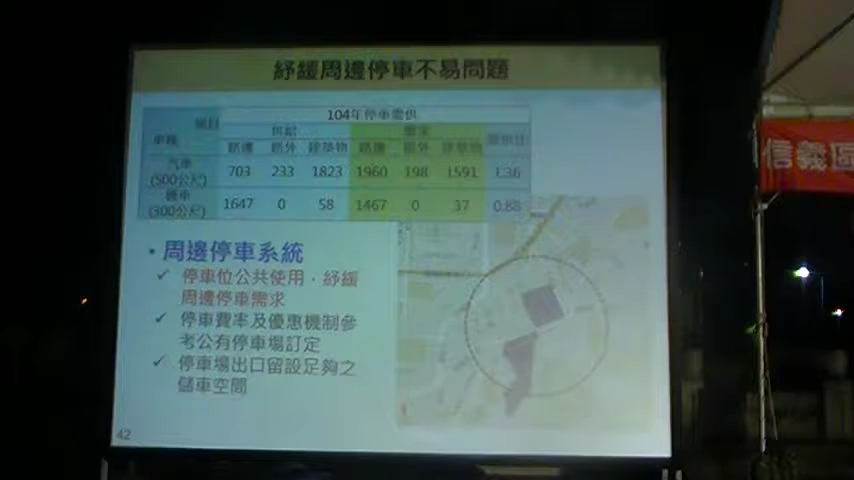 紓緩周邊停車不易問題
104年停車需供
項目 供給 需求 需供比
車種 路邊 路外 建築物 路邊 路外 建築物
汽車
(500公尺) 703 233 1823 1960 198 1591 1.36
機車
(300公尺) 1647 0 58 1467 0 37 0.88
• 周邊停車系統
✓ 停車位公共使用，紓緩
周邊停車需求
✓ 停車費率及優惠機制參
考公有停車場訂定
✓ 停車場出口留設足夠之
儲車空間
42
信義區